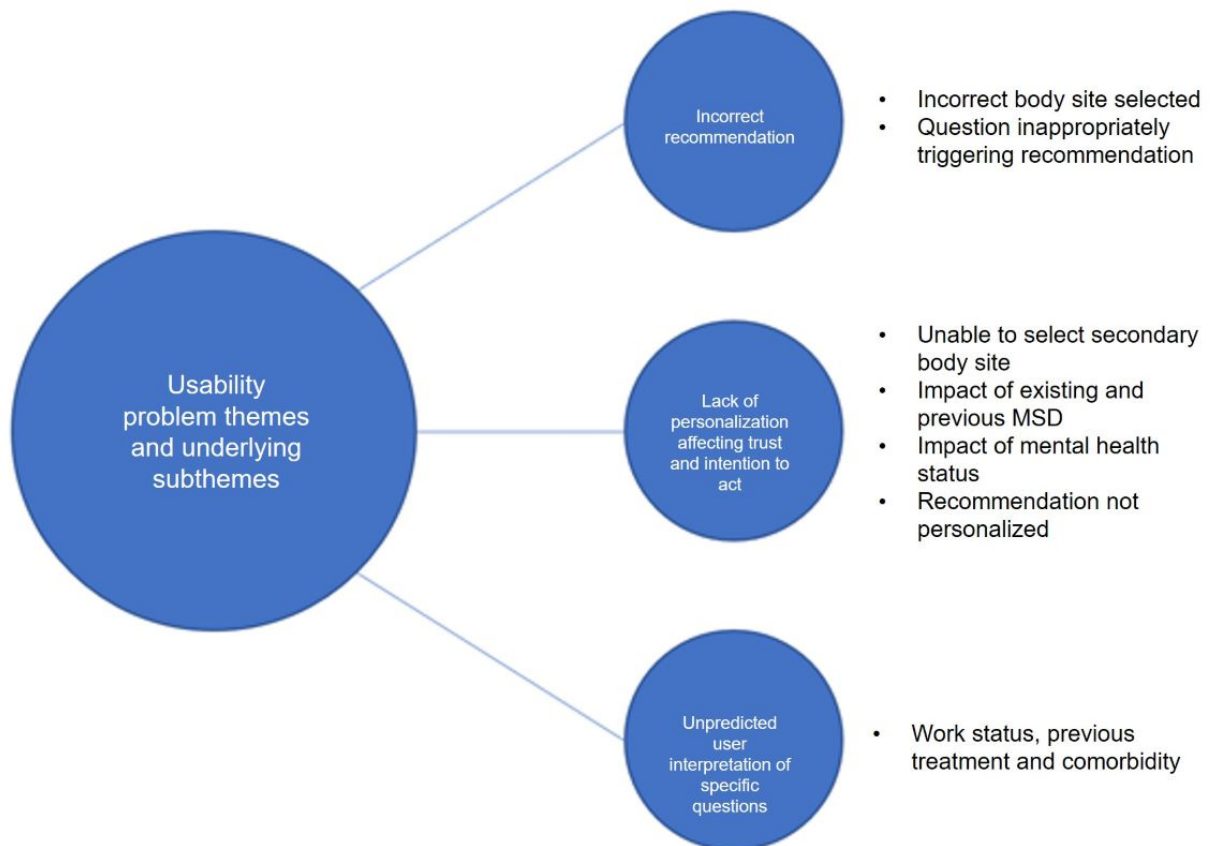 Usability
problem themes
and underlying
subthemes
Incorrect
recommendation
• Incorrect body site selected
• Question inappropriately
triggering recommendation
Lack of
personalization
affecting trust
and intention to
act
• Unable to select secondary
body site
• Impact of existing and
previous MSD
• Impact of mental health
status
• Recommendation not
personalized
Unpredicted
user
interpretation of
specific
questions
• Work status, previous
treatment and comorbidity